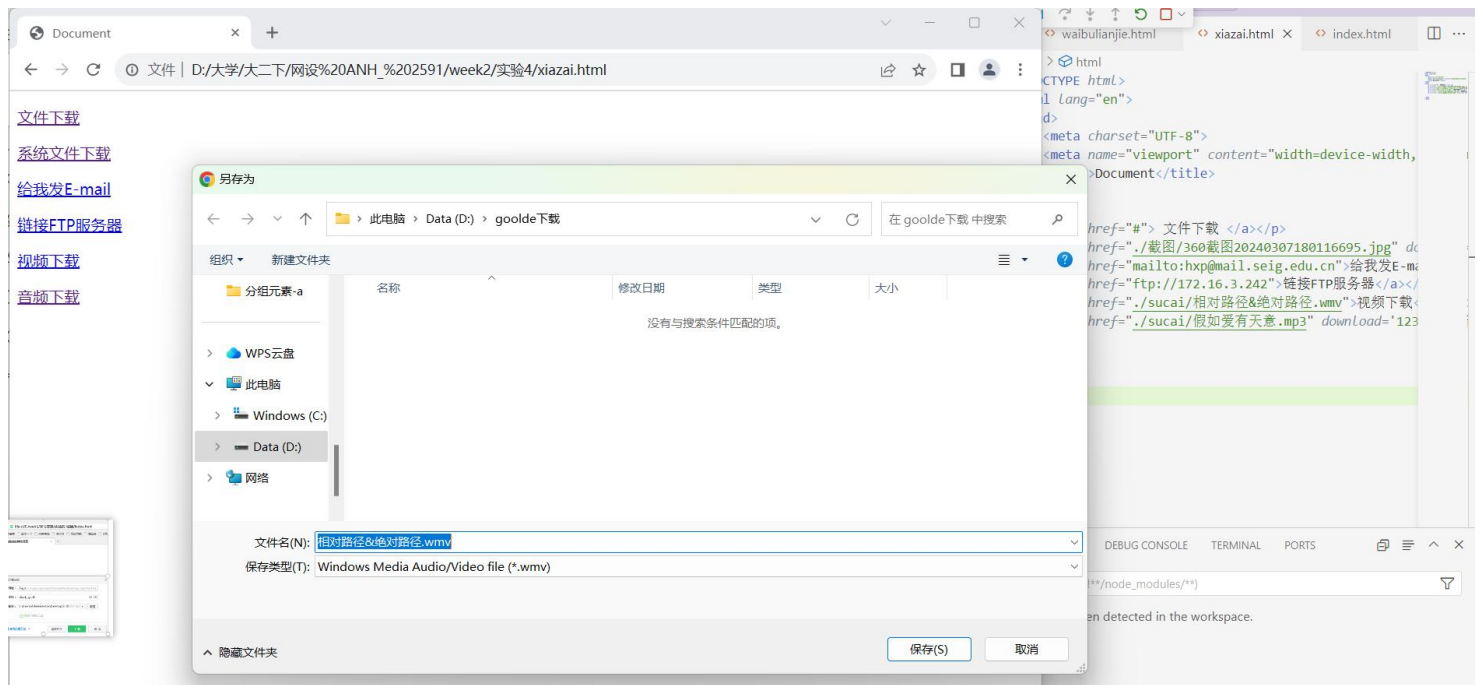 Document × +
文件 | D:/大学/大二下/网设%20ANH_%202591/week2/实验4/xiazai.html
文件下载
系统文件下载
给我发E-mail
链接FTP服务器
视频下载
音频下载
另存为
此电脑 › Data (D:) › goolde下载
在 goolde下载 中搜索
组织 新建文件夹
分组元素-a
WPS云盘
此电脑
Windows (C:)
Data (D:)
网络
名称 修改日期 类型 大小
没有与搜索条件匹配的项。
文件名(N): 相对路径&绝对路径.wmv
保存类型(T): Windows Media Audio/Video file (*.wmv)
隐藏文件夹
保存(S) 取消
waibulianjie.html xiazai.html × index.html
> html
CTYPE html>
l lang="en">
d>
<meta charset="UTF-8">
<meta name="viewport" content="width=device-width,
>Document</title>
href="#"> 文件下载 </a></p>
href="./截图/360截图20240307180116695.jpg"
href="mailto:hxp@mail.seig.edu.cn">给我发E-ma
href="ftp://172.16.3.242">链接FTP服务器</a></
href="./sucai/相对路径&绝对路径.wmv">视频下载<
href="./sucai/假如爱有天意.mp3" download='123
DEBUG CONSOLE TERMINAL PORTS
**/node_modules/**)
en detected in the workspace.